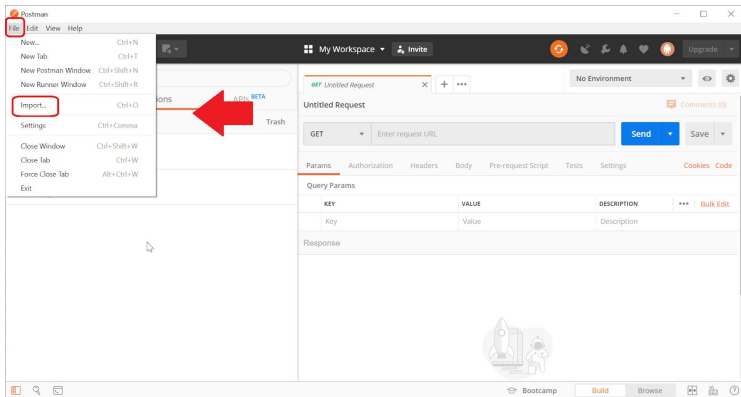 Postman
File Edit View Help
New... Ctrl+N
New Tab Ctrl+T
New Postman Window Ctrl+Shift+N
New Runner Window Ctrl+Shift+R
Import... Ctrl+O
Settings Ctrl+Comma
Close Window Ctrl+Shift+W
Close Tab Ctrl+W
Force Close Tab Alt+Ctrl+W
Exit
ions APIs BETA
Trash
My Workspace Invite Upgrade
GET Untitled Request No Environment
Untitled Request Comments (0)
GET Enter request URL Send Save
Params Authorization Headers Body Pre-request Script Tests Settings Cookies Code
Query Params
KEY VALUE DESCRIPTION Bulk Edit
Key Value Description
Response
Bootcamp Build Browse